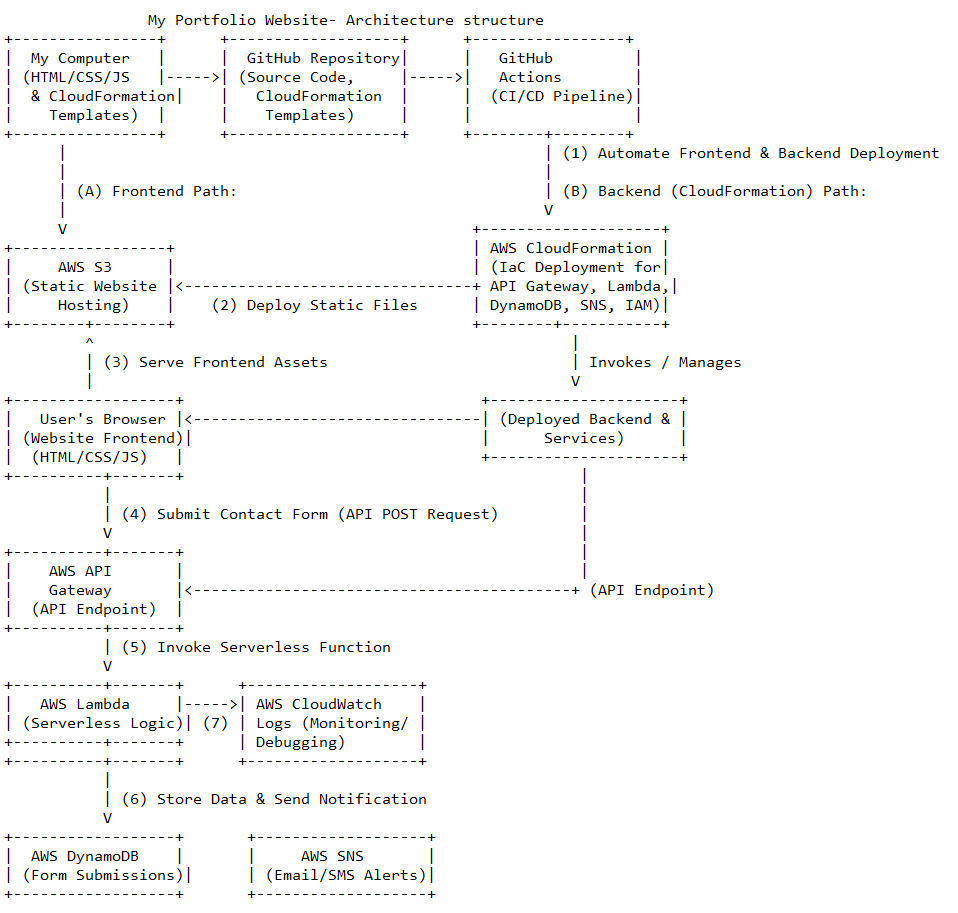 My Portfolio Website- Architecture structure
My Computer
(HTML/CSS/JS
& CloudFormation
Templates)
GitHub Repository
(Source Code,
CloudFormation
Templates)
GitHub
Actions
(CI/CD Pipeline)
(1) Automate Frontend & Backend Deployment
(A) Frontend Path:
(B) Backend (CloudFormation) Path:
AWS S3
(Static Website
Hosting)
(2) Deploy Static Files
AWS CloudFormation
(IaC Deployment for
API Gateway, Lambda,
DynamoDB, SNS, IAM)
(3) Serve Frontend Assets
Invokes / Manages
User's Browser
(Website Frontend)
(HTML/CSS/JS)
(Deployed Backend &
Services)
(4) Submit Contact Form (API POST Request)
AWS API
Gateway
(API Endpoint)
(API Endpoint)
(5) Invoke Serverless Function
AWS Lambda
(Serverless Logic)
(7)
AWS CloudWatch
Logs (Monitoring/
Debugging)
(6) Store Data & Send Notification
AWS DynamoDB
(Form Submissions)
AWS SNS
(Email/SMS Alerts)